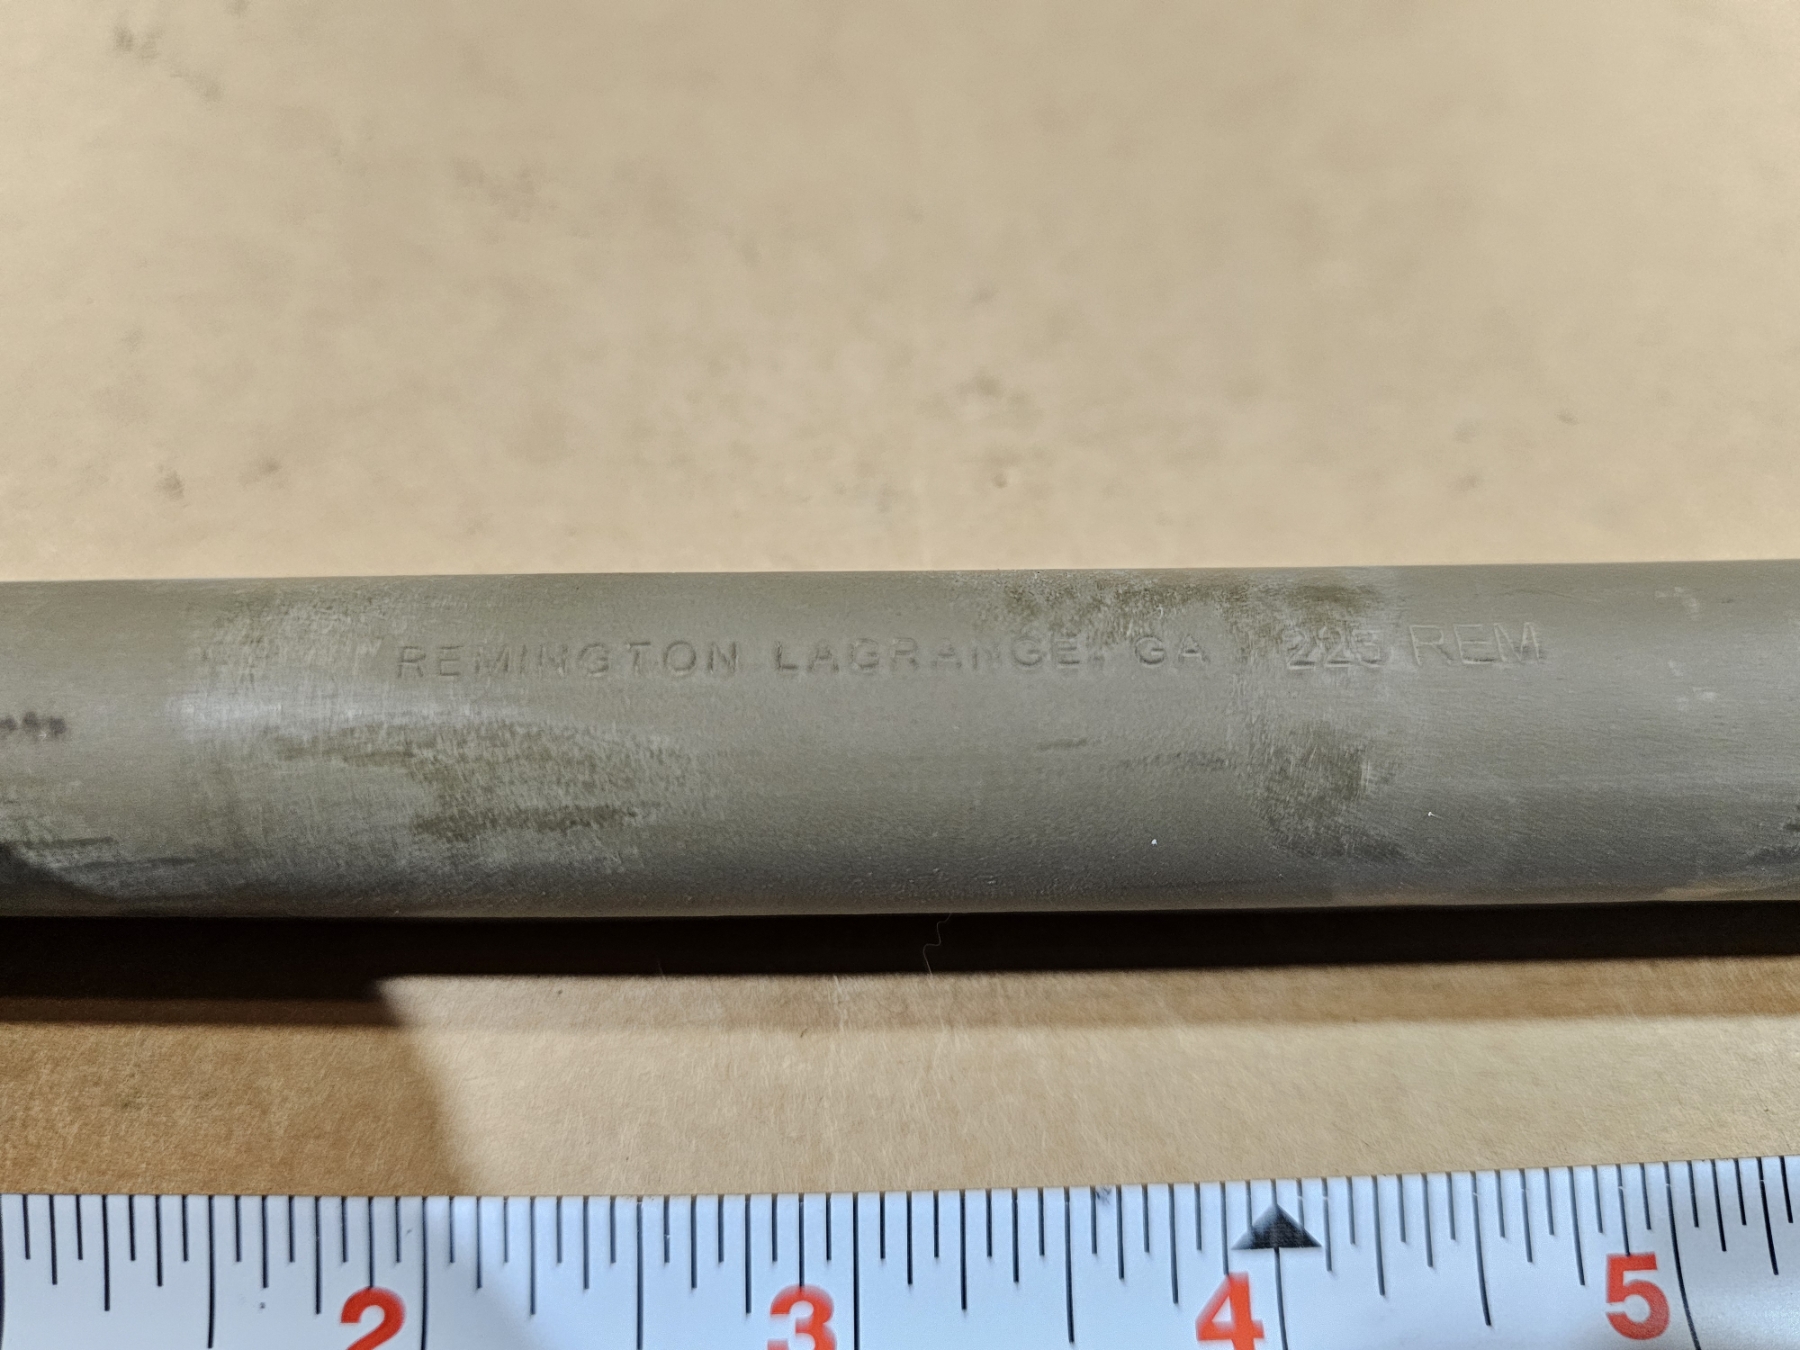 REMINGTON LAGRANGE, GA 223 REM
2 3 4 5